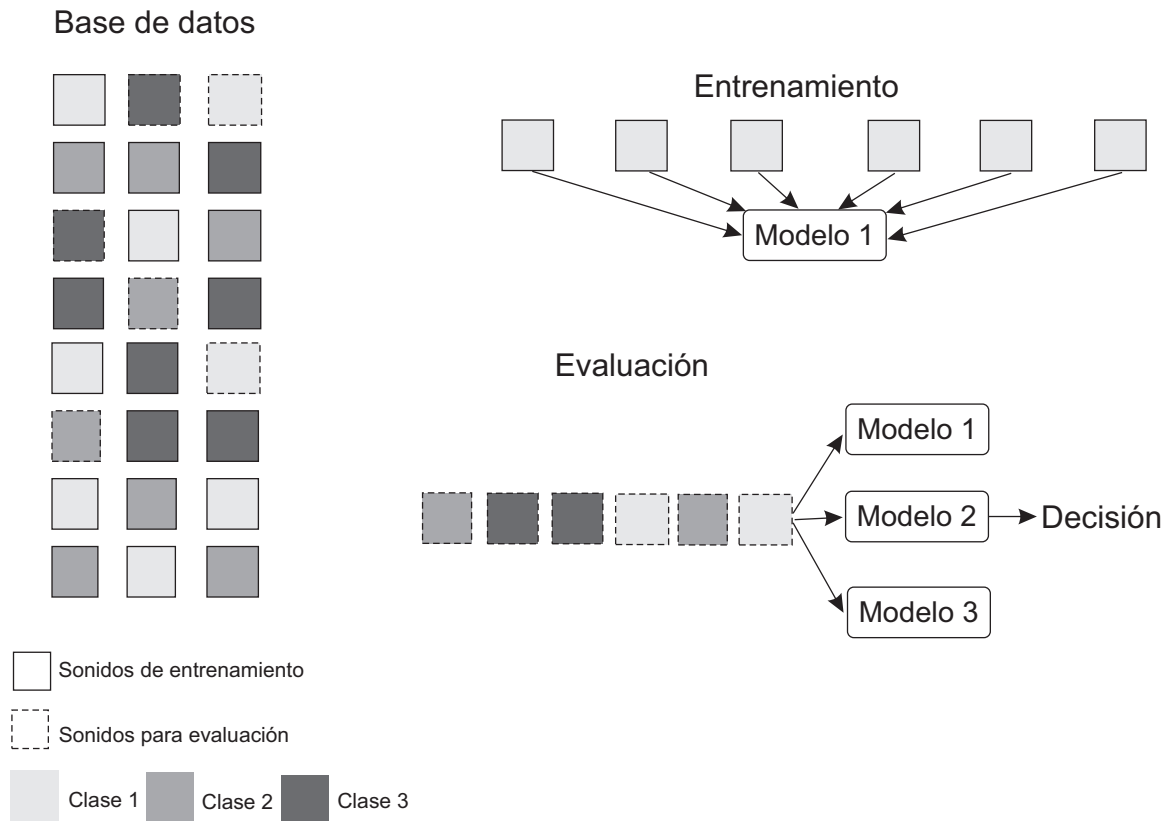 Base de datos
Entrenamiento
Modelo 1
Evaluación
Modelo 1
Modelo 2
Decisión
Modelo 3
Sonidos de entrenamiento
Sonidos para evaluación
Clase 1
Clase 2
Clase 3